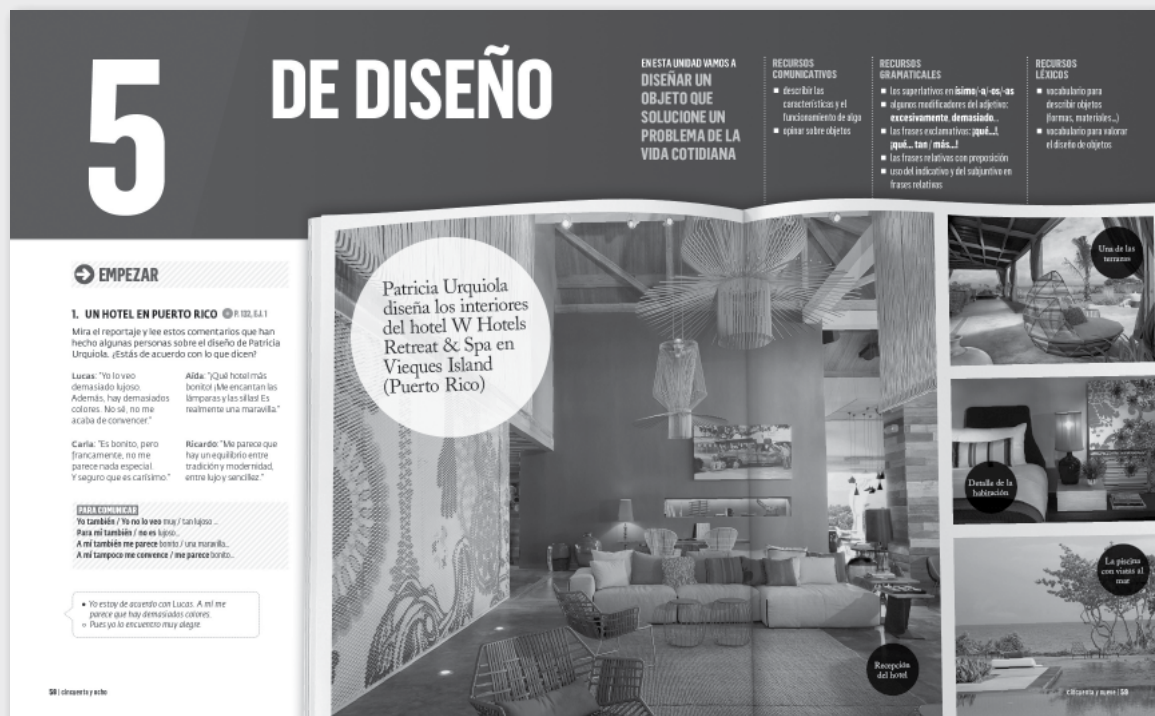 5
DE DISEÑO
EN ESTA UNIDAD VAMOS A
DISEÑAR UN
OBJETO QUE
SOLUCIONE UN
PROBLEMA DE LA
VIDA COTIDIANA
RECURSOS
COMUNICATIVOS
■ describir las
características y el
funcionamiento de algo
■ opinar sobre objetos
RECURSOS
GRAMATICALES
■ los superlativos en ísimo/-a/-os/-as
■ algunos modificadores del adjetivo:
excesivamente, demasiado...
■ las frases exclamativas: ¡qué...!,
¡qué... tan / más...!
■ las frases relativas con preposición
■ uso del indicativo y del subjuntivo en
frases relativas
RECURSOS
LÉXICOS
■ vocabulario para
describir objetos
(formas, materiales...)
■ vocabulario para valorar
el diseño de objetos
EMPEZAR
1. UN HOTEL EN PUERTO RICO P. 132, EJ. 1
Mira el reportaje y lee estos comentarios que han
hecho algunas personas sobre el diseño de Patricia
Urquiola. ¿Estás de acuerdo con lo que dicen?
Lucas: "Yo lo veo
demasiado lujoso.
Además, hay demasiados
colores. No sé, no me
acaba de convencer."
Aída: "¡Qué hotel más
bonito! ¡Me encantan las
lámparas y las sillas! Es
realmente una maravilla."
Carla: "Es bonito, pero
francamente, no me
parece nada especial.
Y seguro que es carísimo."
Ricardo: "Me parece que
hay un equilibrio entre
tradición y modernidad,
entre lujo y sencillez."
PARA COMUNICAR
Yo también / Yo no lo veo muy / tan lujoso ...
Para mí también / no es lujoso...
A mí también me parece bonito / una maravilla...
A mí tampoco me convence / me parece bonito...
• Yo estoy de acuerdo con Lucas. A mí me
parece que hay demasiados colores.
○ Pues yo lo encuentro muy alegre.
58 | cincuenta y ocho
Patricia Urquiola
diseña los interiores
del hotel W Hotels
Retreat & Spa en
Vieques Island
(Puerto Rico)
Recepción
del hotel
Una de las
terrazas
Detalle de la
habitación
La piscina
con vistas al
mar
cincuenta y nueve | 59